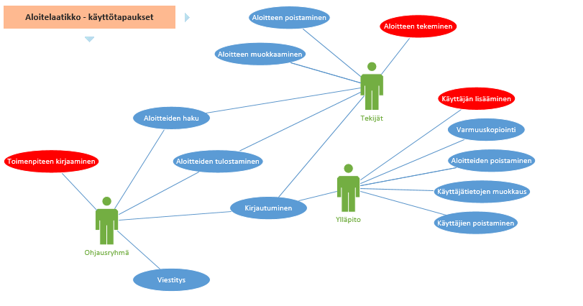 Aloitelaatikko - käyttötapaukset
Aloitteen poistaminen
Aloitteen tekeminen
Aloitteen muokkaaminen
Käyttäjän lisääminen
Tekijät
Aloitteiden haku
Varmuuskopiointi
Toimenpiteen kirjaaminen
Aloitteiden tulostaminen
Aloitteiden poistaminen
Käyttäjätietojen muokkaus
Kirjautuminen
Ylläpito
Käyttäjien poistaminen
Ohjausryhmä
Viestitys